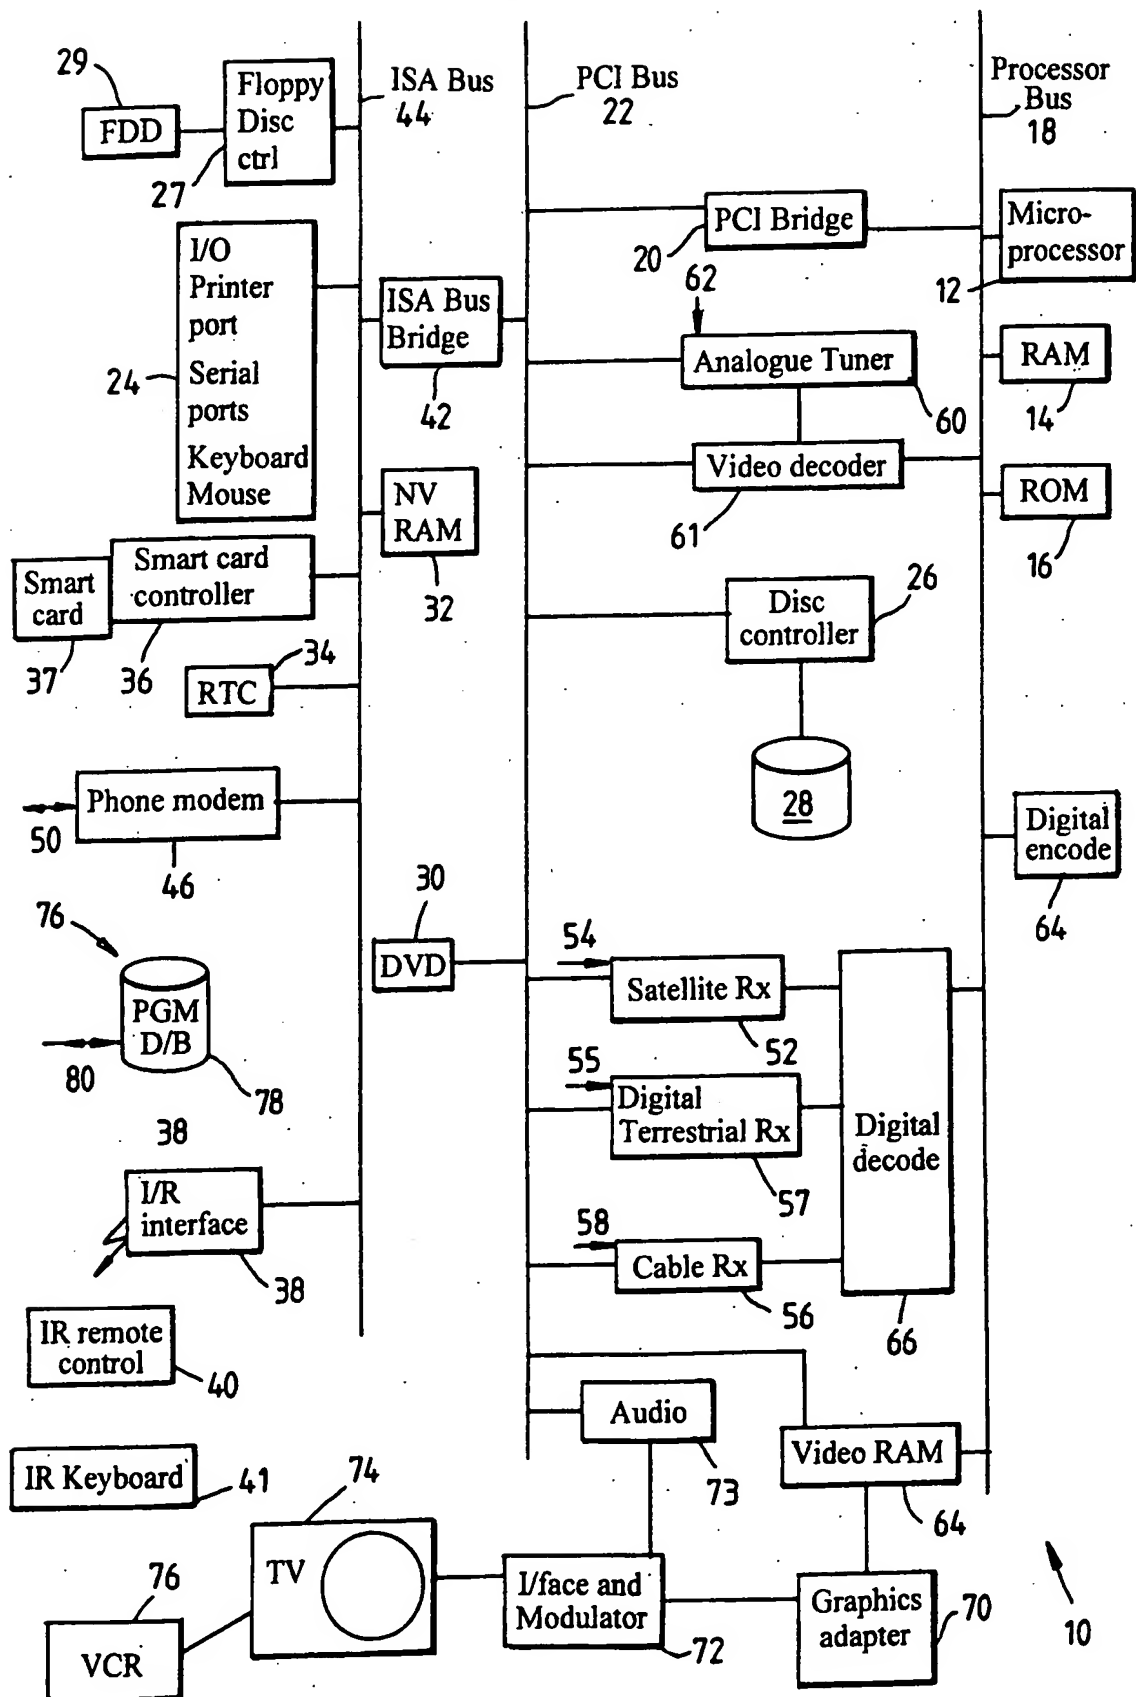 29
FDD
Floppy
Disc
ctrl
27
ISA Bus
44
PCI Bus
22
Processor
Bus
18
I/O
Printer
port
Serial
ports
Keyboard
Mouse
24
ISA Bus
Bridge
42
PCI Bridge
20
Micro-
processor
12
62
Analogue Tuner
60
RAM
14
Video decoder
61
ROM
16
NV
RAM
32
Smart
card
37
Smart card
controller
36
34
RTC
Disc
controller
26
28
Phone modem
50
46
Digital
encode
64
30
DVD
76
PGM
D/B
80
78
54
Satellite Rx
52
55
Digital
Terrestrial Rx
57
58
Cable Rx
56
Digital
decode
66
38
I/R
interface
38
IR remote
control
40
IR Keyboard
41
Audio
73
Video RAM
64
74
TV
76
VCR
I/face and
Modulator
72
Graphics
adapter
70
10